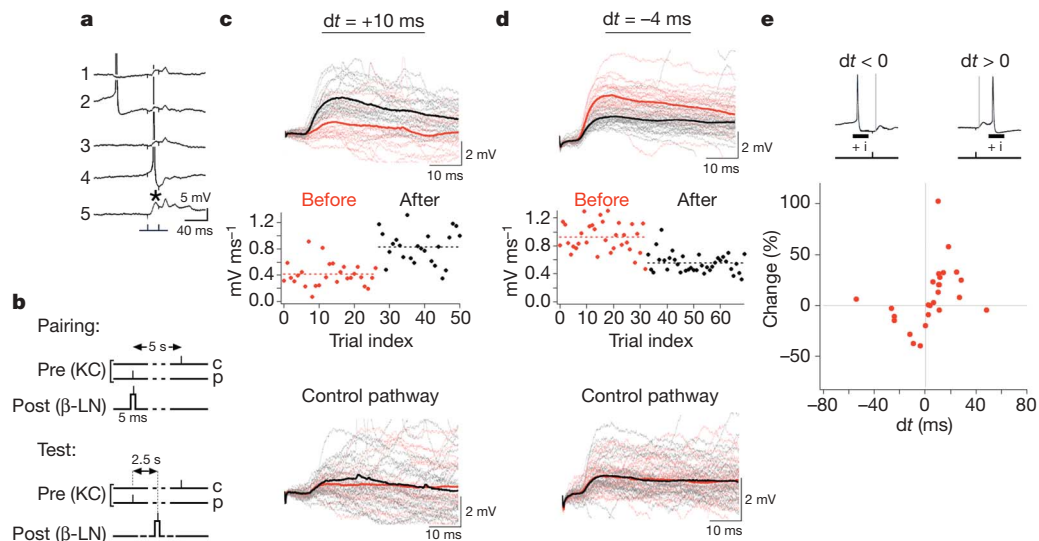 a
1
2
3
4
5
*
5 mV
40 ms
b
Pairing:
5 s
Pre (KC)
c
p
Post (β-LN)
5 ms
Test:
2.5 s
Pre (KC)
c
p
Post (β-LN)
c
dt = +10 ms
2 mV
10 ms
Before After
mV ms⁻¹
1.2
0.8
0.4
0.0
0 10 20 30 40 50
Trial index
Control pathway
2 mV
10 ms
d
dt = –4 ms
2 mV
10 ms
Before After
mV ms⁻¹
1.2
0.8
0.4
0.0
0 20 40 60
Trial index
Control pathway
2 mV
10 ms
e
dt < 0 dt > 0
+ i + i
Change (%)
100
50
0
−50
−80 −40 0 40 80
dt (ms)